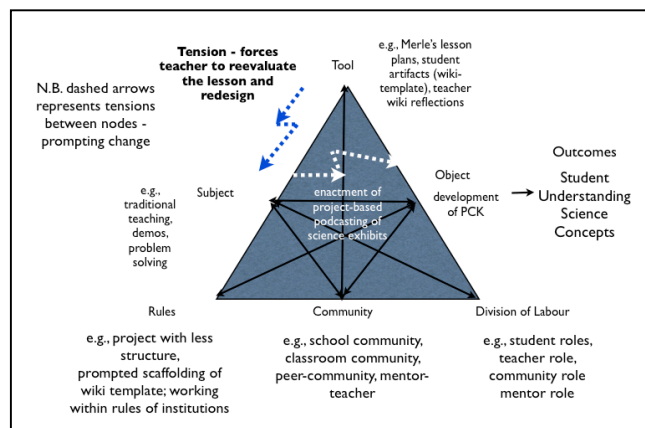 Tension - forces
teacher to reevaluate
the lesson and
redesign
N.B. dashed arrows
represents tensions
between nodes -
prompting change
Tool
e.g., Merle's lesson
plans, student
artifacts (wiki-
template), teacher
wiki reflections
Subject
e.g.,
traditional
teaching,
demos,
problem
solving
enactment of
project-based
podcasting of
science exhibits
Object
development
of PCK
Outcomes
Student
Understanding
Science
Concepts
Rules
e.g., project with less
structure,
prompted scaffolding of
wiki template; working
within rules of institutions
Community
e.g., school community,
classroom community,
peer-community, mentor-
teacher
Division of Labour
e.g., student roles,
teacher role,
community role
mentor role